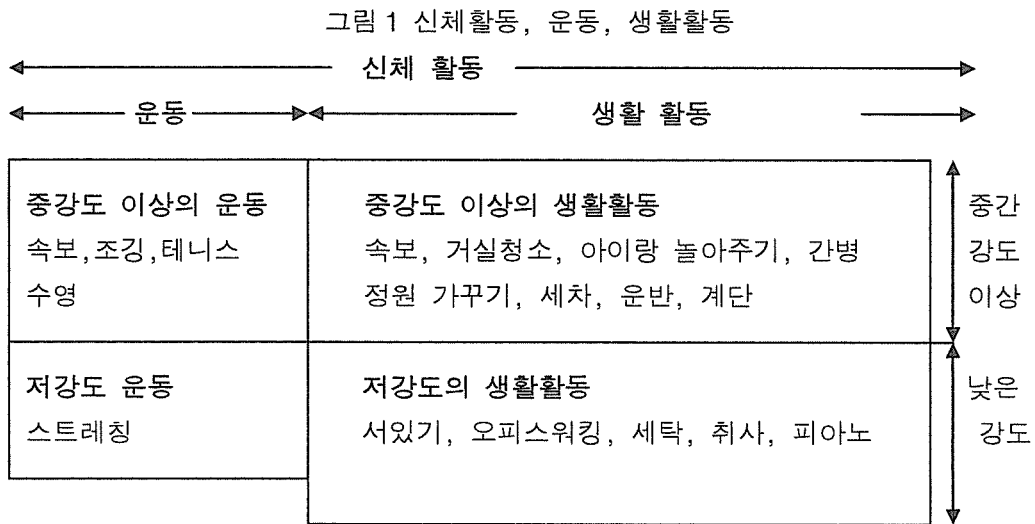 그림 1 신체활동, 운동, 생활활동
신체 활동
운동
생활 활동
중강도 이상의 운동
속보,조깅,테니스
수영
중강도 이상의 생활활동
속보, 거실청소, 아이랑 놀아주기, 간병
정원 가꾸기, 세차, 운반, 계단
중간
강도
이상
저강도 운동
스트레칭
저강도의 생활활동
서있기, 오피스워킹, 세탁, 취사, 피아노
낮은
강도